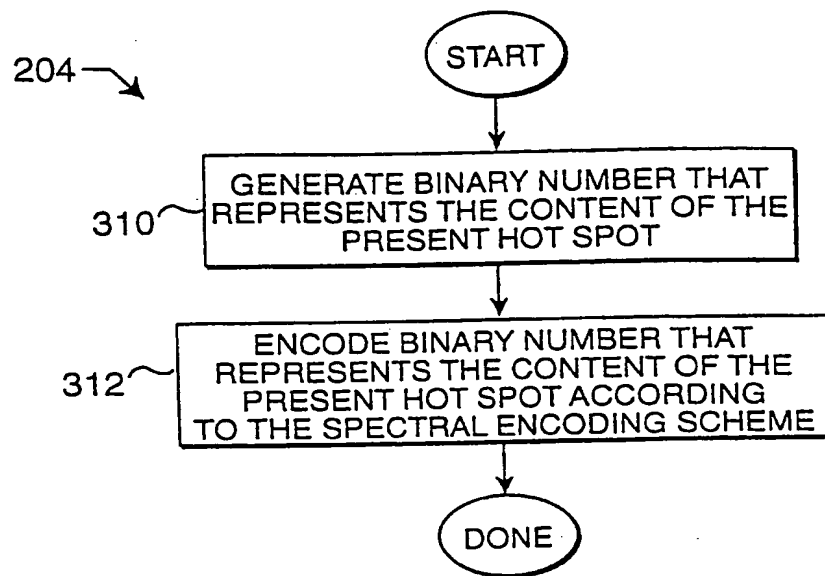 204
START
310
GENERATE BINARY NUMBER THAT
REPRESENTS THE CONTENT OF THE
PRESENT HOT SPOT.
312
ENCODE BINARY NUMBER THAT
REPRESENTS THE CONTENT OF THE
PRESENT HOT SPOT ACCORDING
TO THE SPECTRAL ENCODING SCHEME
DONE